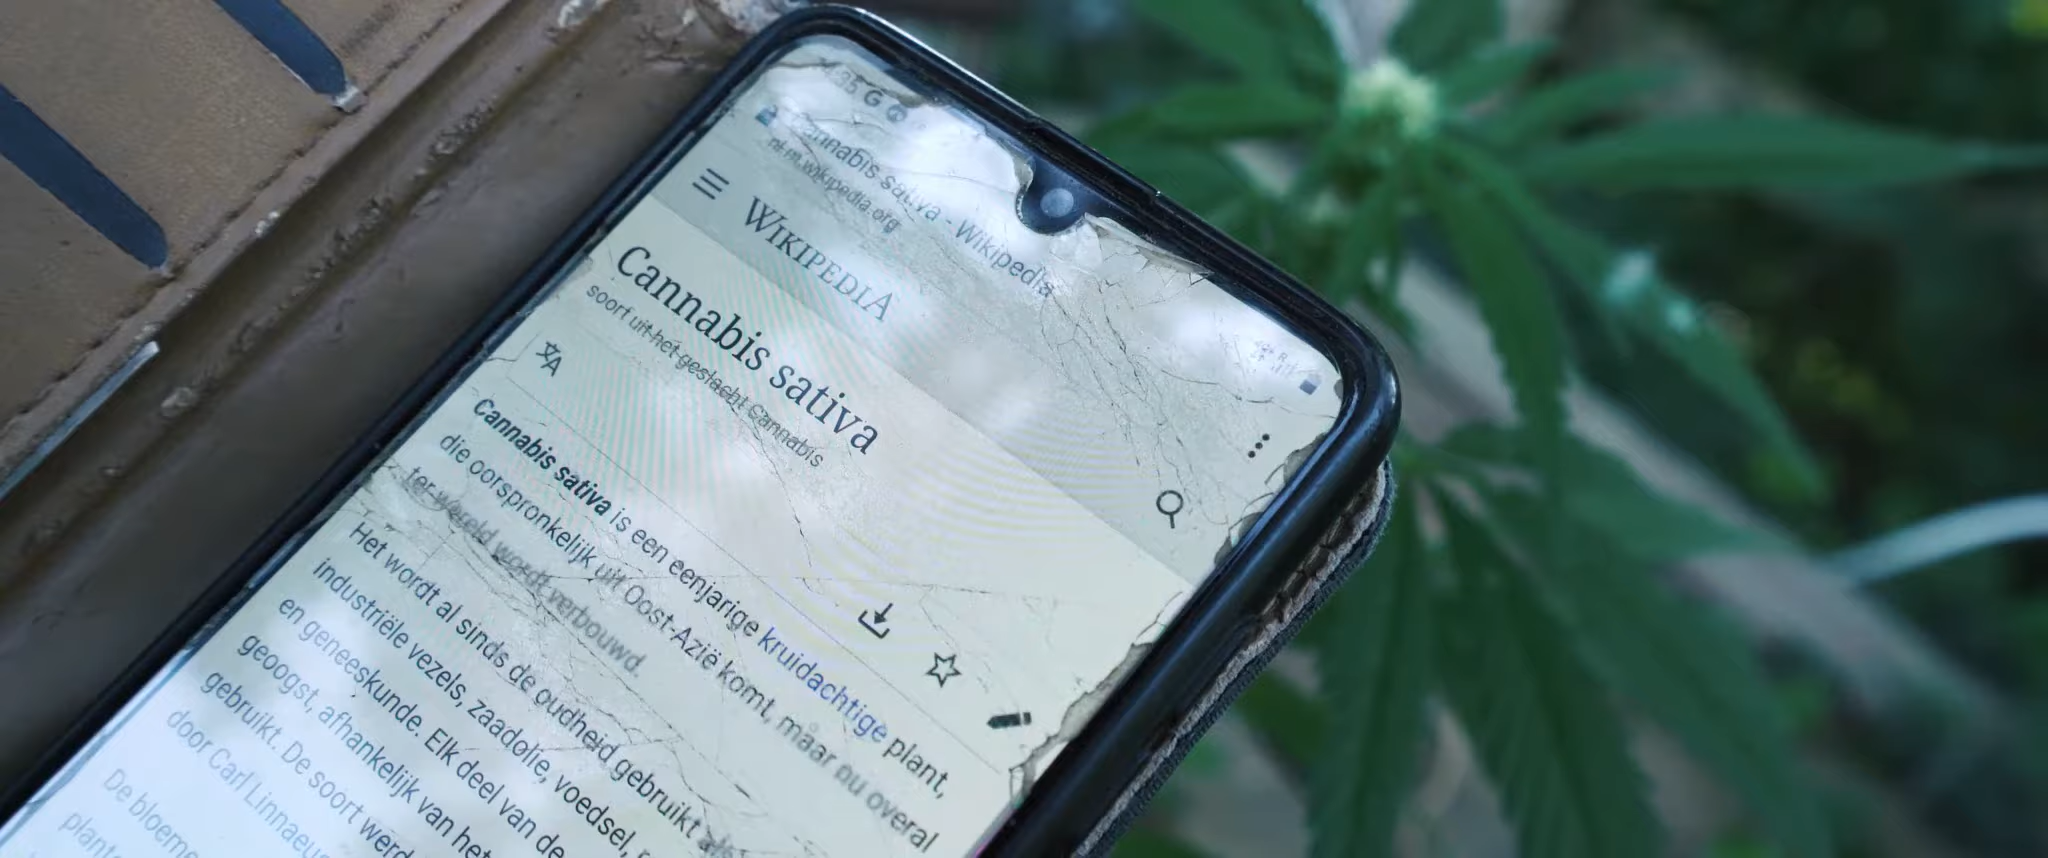 G
Cannabis sativa - Wikipedia
nl.m.wikipedia.org
WIKIPEDIA
Cannabis sativa
soort uit het geslacht Cannabis
Cannabis sativa is een eenjarige kruidachtige plant,
die oorspronkelijk uit Oost-Azië komt, maar nu overal
ter wereld wordt verbouwd.
Het wordt al sinds de oudheid gebruikt als
industriële vezels, zaadolie, voedsel,
en geneeskunde. Elk deel van de
geoogst, afhankelijk van het
gebruikt. De soort werd
door Carl Linnaeus
De bloeme
plante